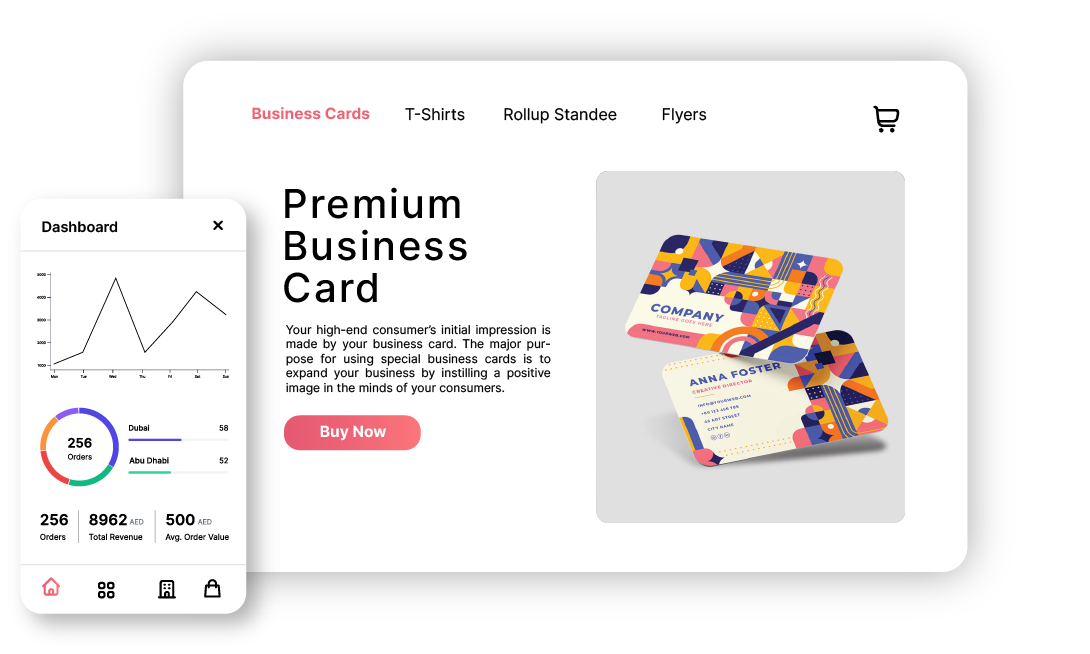 Business Cards T-Shirts Rollup Standee Flyers
Premium
Business
Card
Your high-end consumer's initial impression is
made by your business card. The major pur-
pose for using special business cards is to
expand your business by instilling a positive
image in the minds of your consumers.
Buy Now
COMPANY
TAGLINE GOES HERE
WWW.YOURWEB.COM
ANNA FOSTER
CREATIVE DIRECTOR
INFO@YOURWEB.COM
+00 123 456 789
45 ART STREET
CITY NAME
Dashboard
5000
4000
3000
2000
1000
Mon Tue Wed Thu Fri Sat Sun
256
Orders
Dubai 58
Abu Dhabi 52
256 8962 AED 500 AED
Orders Total Revenue Avg. Order Value